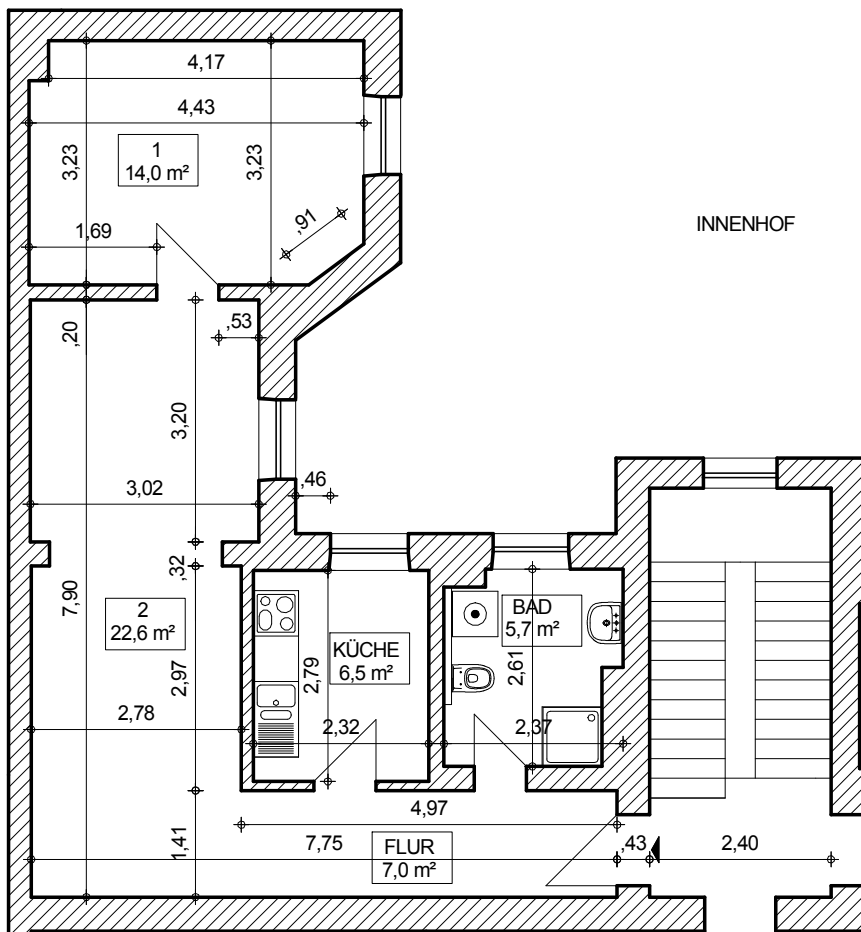 4,17
4,43
1
14,0 m²
3,23
3,23
,91
1,69
INNENHOF
,20
,53
3,20
3,02
,46
,32
7,90
2
22,6 m²
BAD
5,7 m²
KÜCHE
6,5 m²
2,97
2,79
2,61
2,78
2,32
2,37
4,97
1,41
7,75
FLUR
7,0 m²
,43
2,40